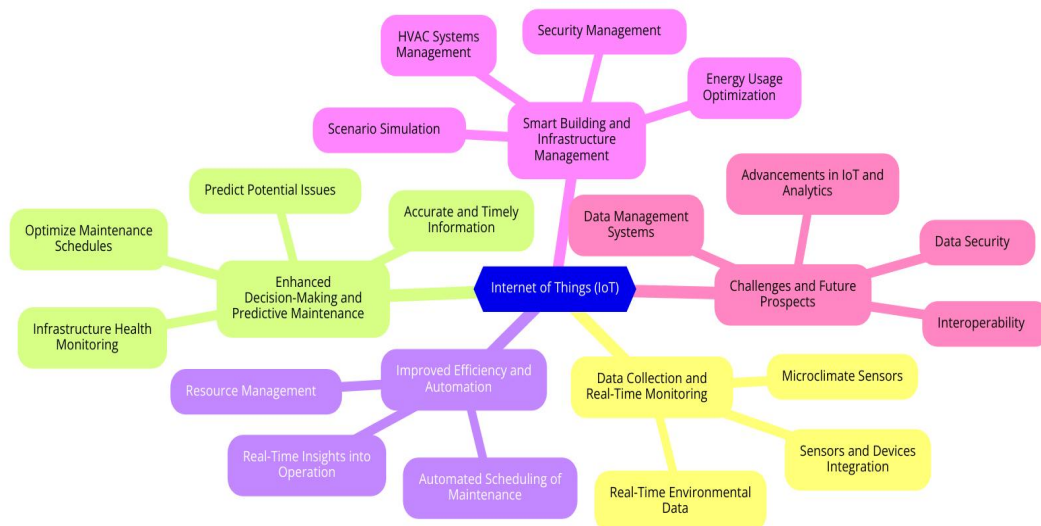 HVAC Systems
Management
Security Management
Energy Usage
Optimization
Scenario Simulation
Smart Building and
Infrastructure
Management
Predict Potential Issues
Accurate and Timely
Information
Optimize Maintenance
Schedules
Infrastructure Health
Monitoring
Enhanced
Decision-Making and
Predictive Maintenance
Internet of Things (IoT)
Advancements in IoT and
Analytics
Data Management
Systems
Data Security
Challenges and Future
Prospects
Interoperability
Improved Efficiency and
Automation
Resource Management
Real-Time Insights into
Operation
Automated Scheduling of
Maintenance
Data Collection and
Real-Time Monitoring
Microclimate Sensors
Sensors and Devices
Integration
Real-Time Environmental
Data